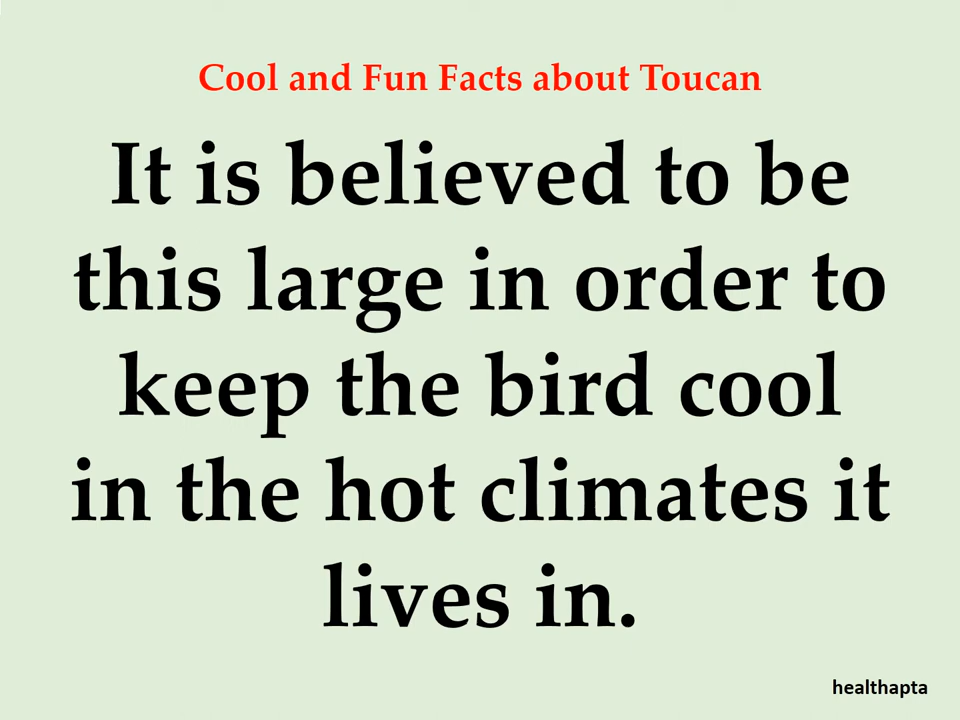 Cool and Fun Facts about Toucan
It is believed to be
this large in order to
keep the bird cool
in the hot climates it
lives in.
healthapta